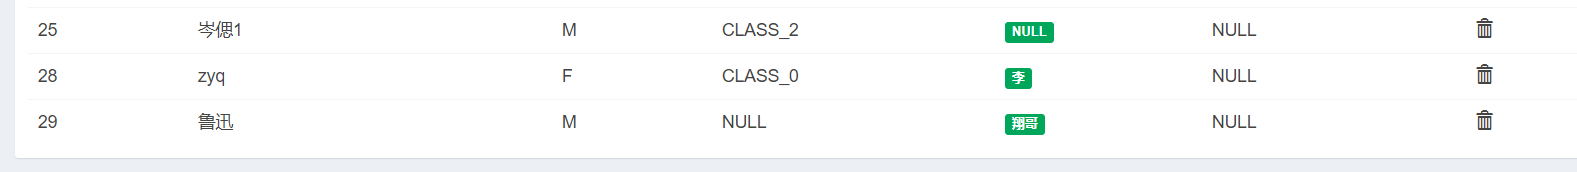 25 岑偲1 M CLASS_2 NULL NULL
28 zyq F CLASS_0 李 NULL
29 鲁迅 M NULL 翔哥 NULL